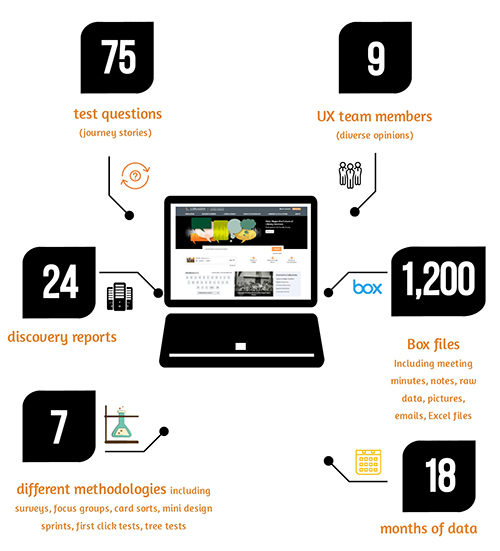 75
test questions
(journey stories)
9
UX team members
(diverse opinions)
24
discovery reports
box
1,200
Box files
Including meeting
minutes, notes, raw
data, pictures,
emails, Excel files
7
different methodologies including
surveys, focus groups, card sorts, mini design
sprints, first click tests, tree tests
18
months of data